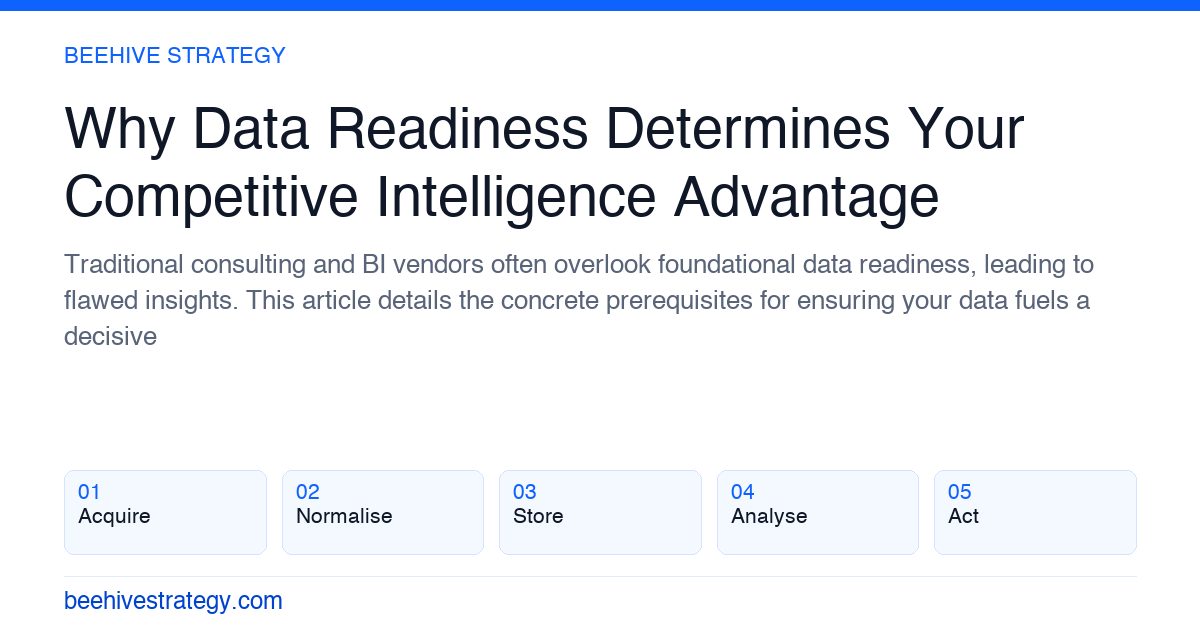 BEEHIVE STRATEGY
Why Data Readiness Determines Your
Competitive Intelligence Advantage
Traditional consulting and BI vendors often overlook foundational data readiness, leading to
flawed insights. This article details the concrete prerequisites for ensuring your data fuels a
decisive
01
Acquire
02
Normalise
03
Store
04
Analyse
05
Act
beehivestrategy.com